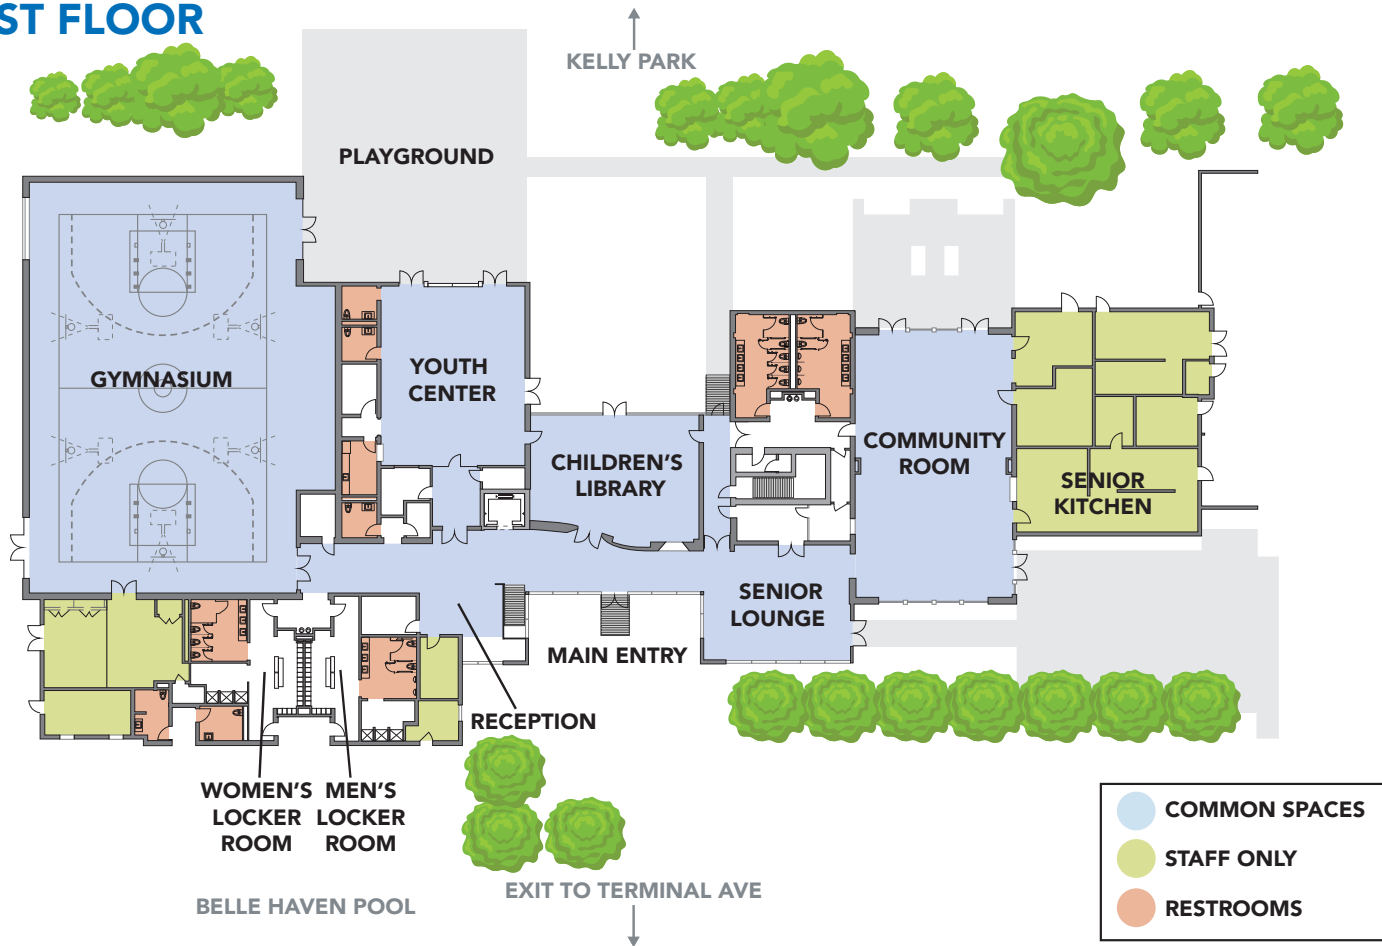 ST FLOOR
KELLY PARK
PLAYGROUND
GYMNASIUM
YOUTH
CENTER
CHILDREN'S
LIBRARY
COMMUNITY
ROOM
SENIOR
KITCHEN
SENIOR
LOUNGE
MAIN ENTRY
RECEPTION
WOMEN'S
LOCKER
ROOM
MEN'S
LOCKER
ROOM
BELLE HAVEN POOL
EXIT TO TERMINAL AVE
COMMON SPACES
STAFF ONLY
RESTROOMS